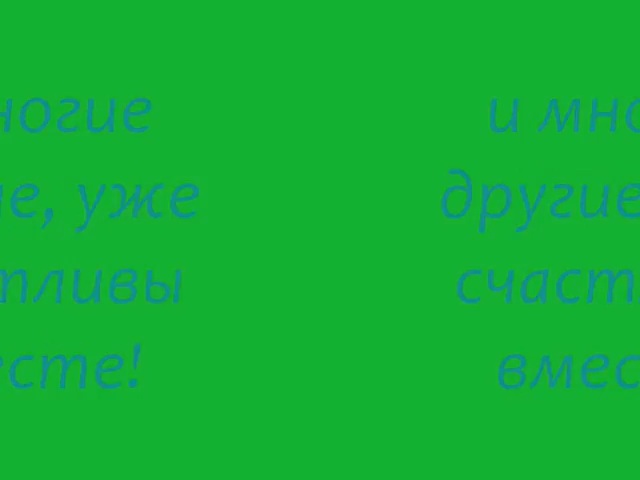 ногие
е, уже
тливы
есте!
и мно
другие
счаст
вмес